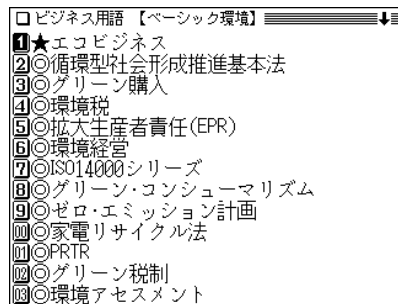 ビジネス用語 【ベーシック環境】
1★エコビジネス
2◎循環型社会形成推進基本法
3◎グリーン購入
4◎環境税
5◎拡大生産者責任(EPR)
6◎環境経営
7◎ISO14000シリーズ
8◎グリーン・コンシューマリズム
9◎ゼロ・エミッション計画
00◎家電リサイクル法
01◎PRTR
02◎グリーン税制
03◎環境アセスメント